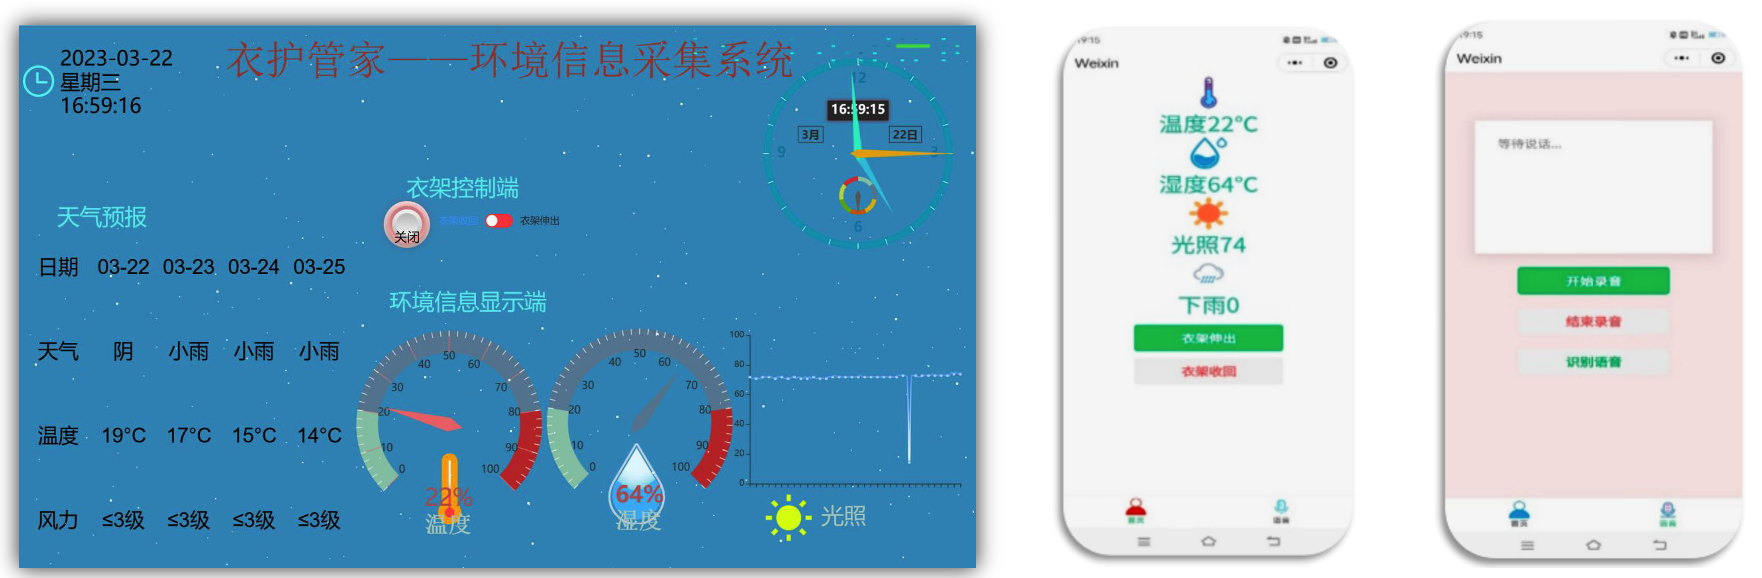 2023-03-22
星期三
16:59:16
衣护管家——环境信息采集系统
12
16:59:15
3月 22日
9 3
6
衣架控制端
关闭 衣架收回 衣架伸出
天气预报
日期 03-22 03-23 03-24 03-25
天气 阴 小雨 小雨 小雨
温度 19°C 17°C 15°C 14°C
风力 ≤3级 ≤3级 ≤3级 ≤3级
环境信息显示端
0 10 20 30 40 50 60 70 80 90 100
22%
温度
0 10 20 30 40 50 60 70 80 90 100
64%
湿度
100
80
60
40
20
0
光照
19:15
Weixin
温度22°C
湿度64°C
光照74
下雨0
衣架伸出
衣架收回
首页 语音
19:15
Weixin
等待说话...
开始录音
结束录音
识别语音
首页 语音